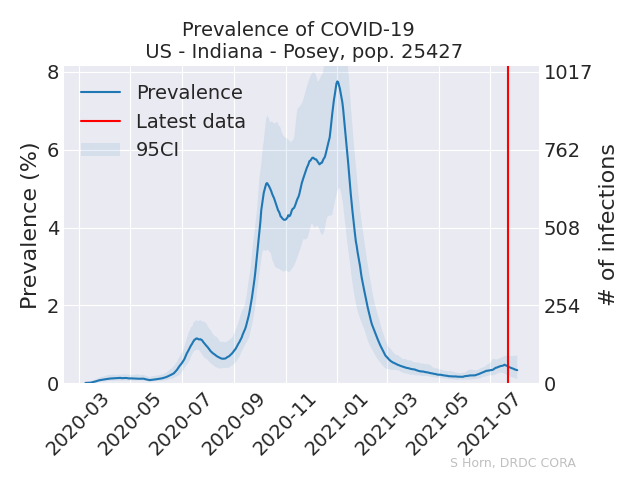 Prevalence of COVID-19
US - Indiana - Posey, pop. 25427
Prevalence
Latest data
95CI
Prevalence (%)
8
6
4
2
0
1017
762
508
254
0
# of infections
2020-03
2020-05
2020-07
2020-09
2020-11
2021-01
2021-03
2021-05
2021-07
S Horn, DRDC CORA